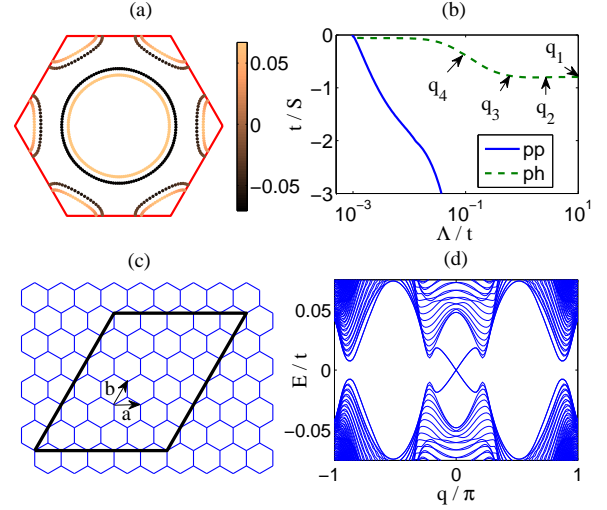 (a)
0.05
0
−0.05
(b)
0
−1
−2
−3
t / S
q1
q2
q3
q4
pp
ph
10^−3
10^−1
10^1
Λ / t
(c)
b
a
(d)
0.05
0
−0.05
E / t
−1
0
1
q / π